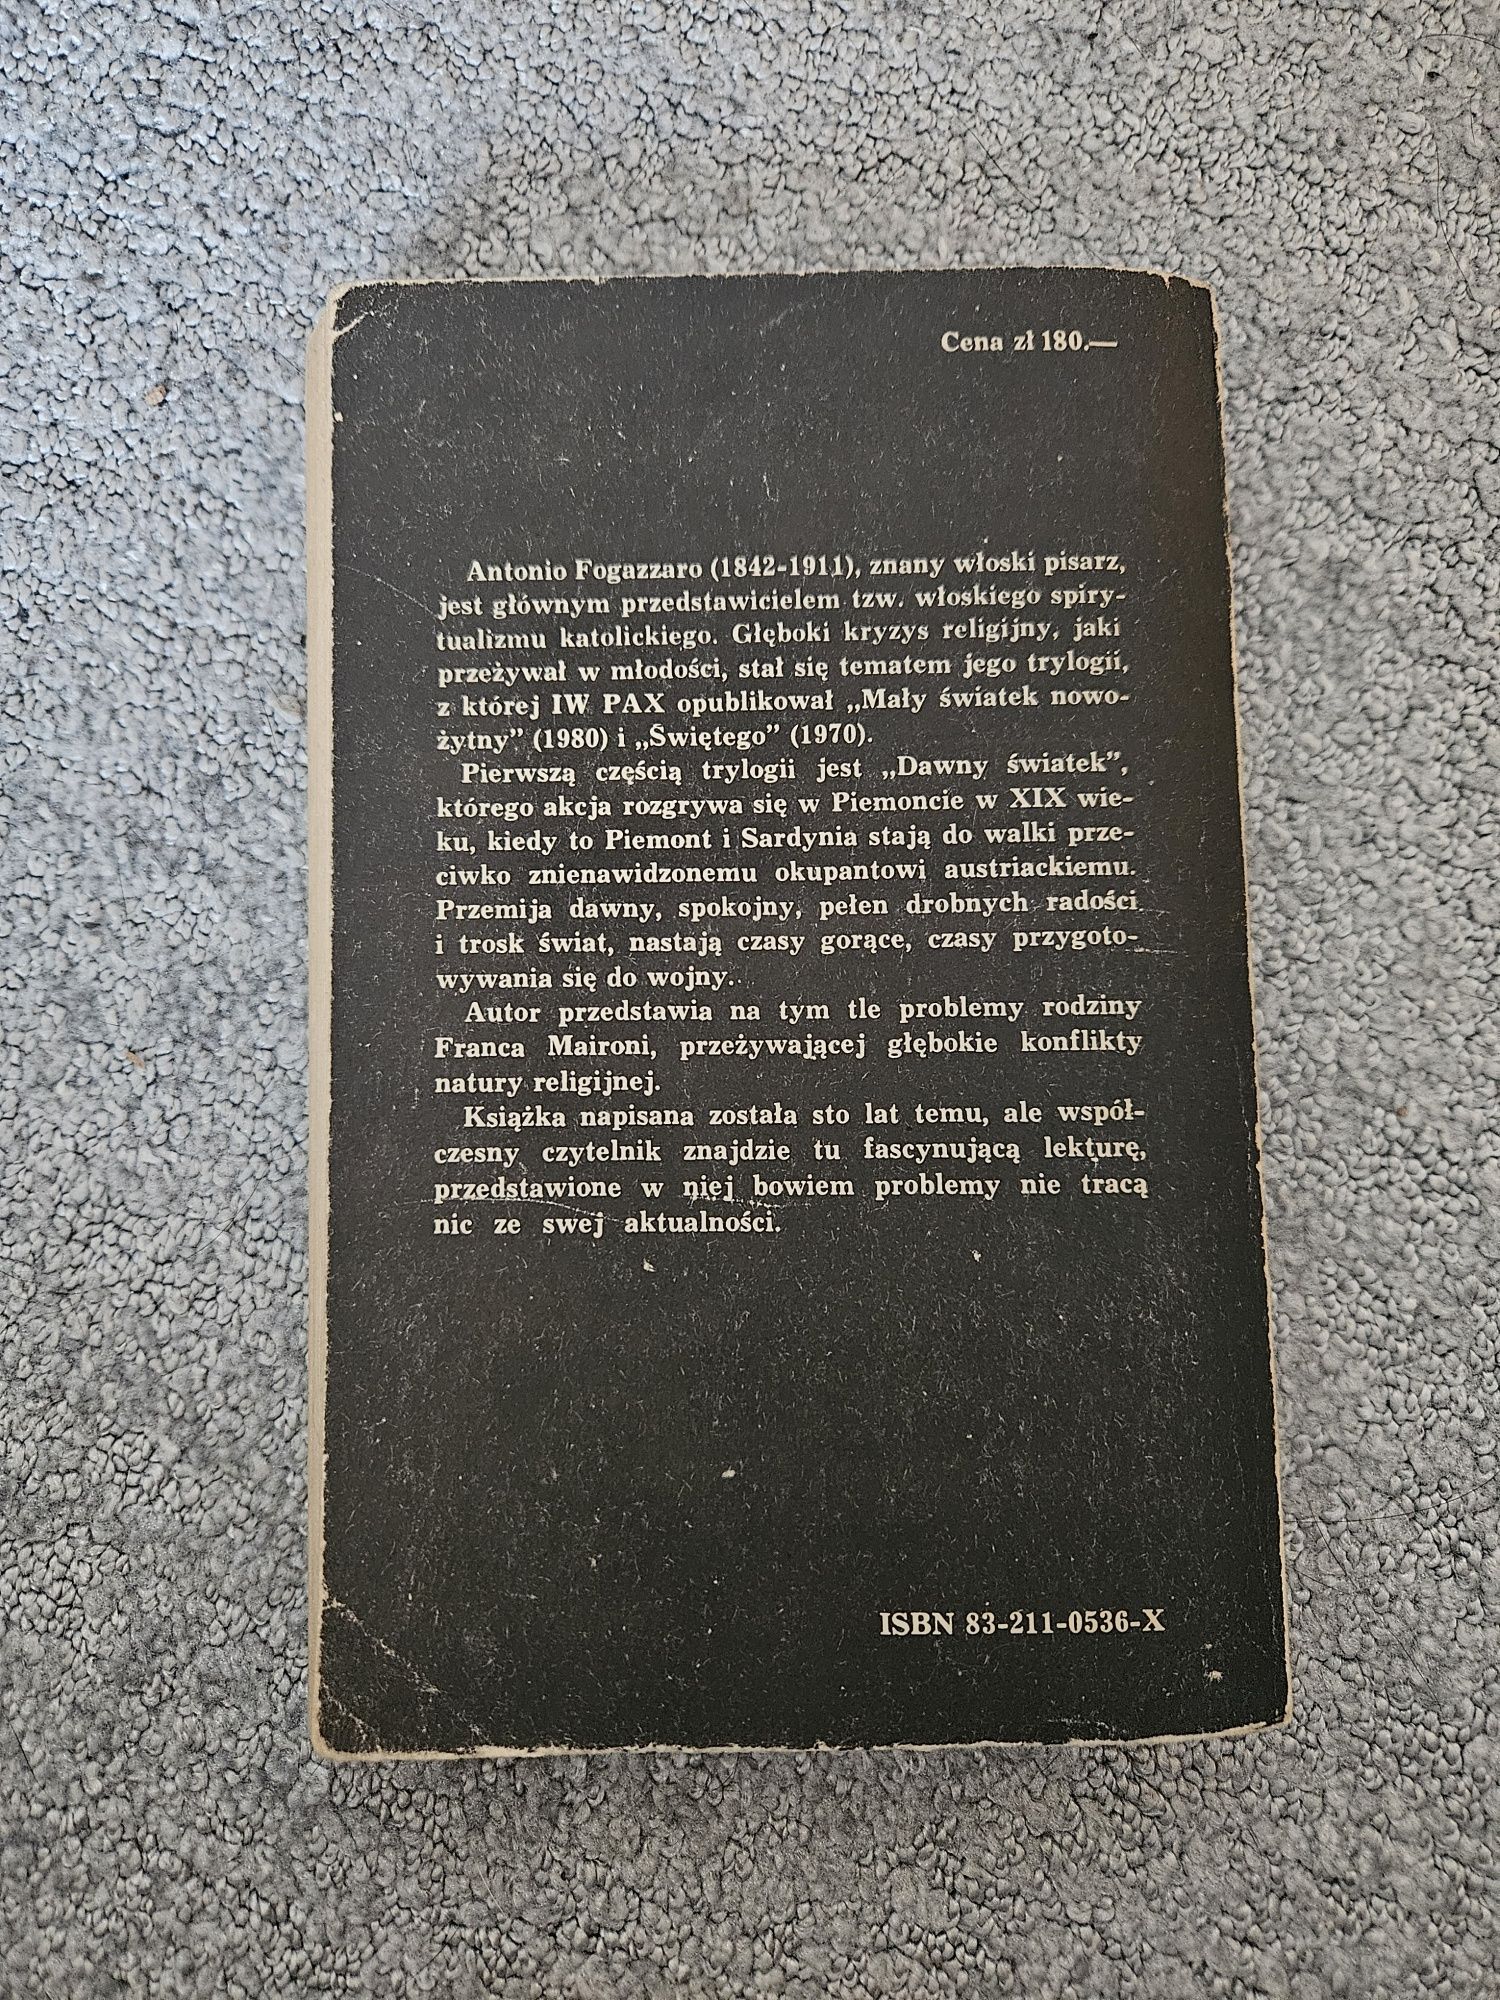 Cena zł 180.—
Antonio Fogazzaro (1842-1911), znany włoski pisarz,
jest głównym przedstawicielem tzw. włoskiego spiry-
tualizmu katolickiego. Głęboki kryzys religijny, jaki
przeżywał w młodości, stał się tematem jego trylogii,
z której IW PAX opublikował „Mały światek nowo-
żytny” (1980) i „Świętego” (1970).
Pierwszą częścią trylogii jest „Dawny światek”,
którego akcja rozgrywa się w Piemoncie w XIX wie-
ku, kiedy to Piemont i Sardynia stają do walki prze-
ciwko znienawidzonemu okupantowi austriackiemu.
Przemija dawny, spokojny, pełen drobnych radości
i trosk świat, nastają czasy gorące, czasy przygoto-
wywania się do wojny.
Autor przedstawia na tym tle problemy rodziny
Franca Maironi, przeżywającej głębokie konflikty
natury religijnej.
Książka napisana została sto lat temu, ale współ-
czesny czytelnik znajdzie tu fascynującą lekturę,
przedstawione w niej bowiem problemy nie tracą
nic ze swej aktualności.
ISBN 83-211-0536-X